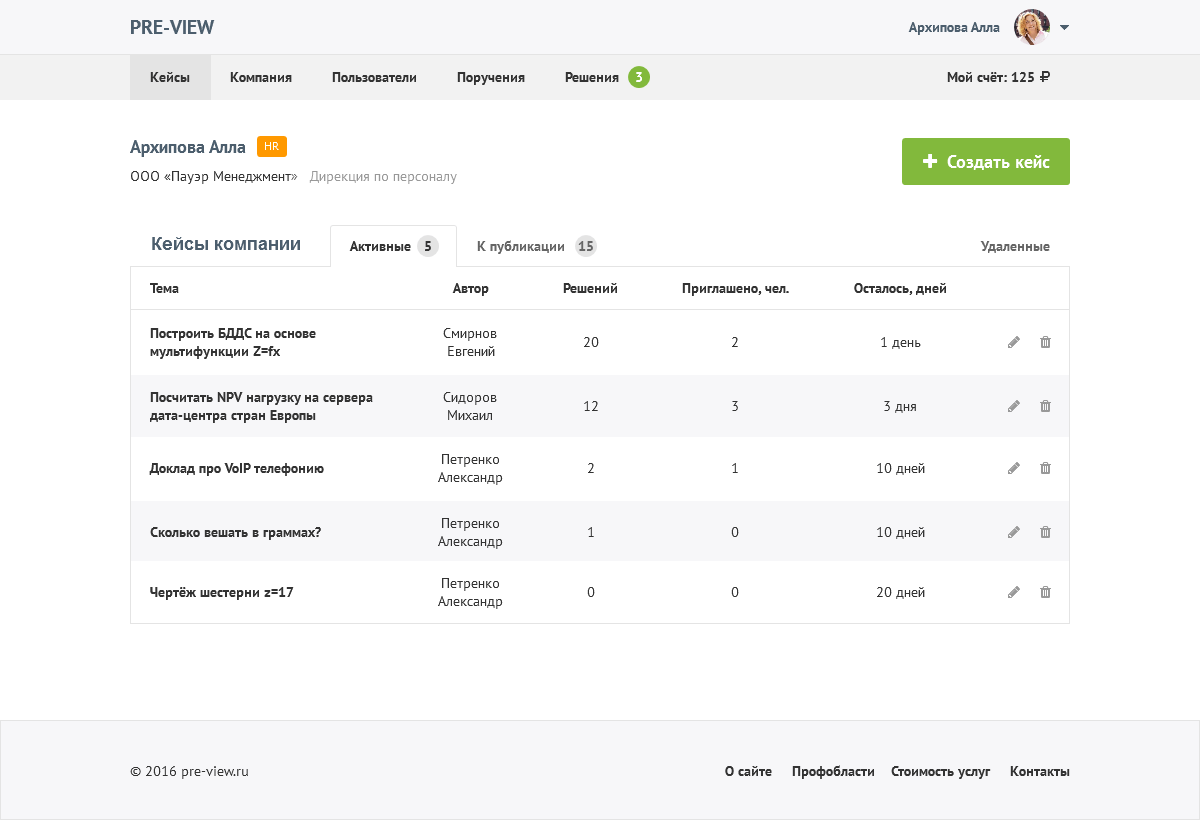 PRE-VIEW
Архипова Алла
Кейсы Компания Пользователи Поручения Решения 3 Мой счёт: 125 ₽
Архипова Алла HR
ООО «Пауэр Менеджмент» Дирекция по персоналу
Создать кейс
Кейсы компании Активные 5 К публикации 15 Удаленные
Тема Автор Решений Приглашено, чел. Осталось, дней
Построить БДДС на основе
мультифункции Z=fx
Смирнов
Евгений
20 2 1 день
Посчитать NPV нагрузку на сервера
дата-центра стран Европы
Сидоров
Михаил
12 3 3 дня
Доклад про VoIP телефонию
Петренко
Александр
2 1 10 дней
Сколько вешать в граммах?
Петренко
Александр
1 0 10 дней
Чертёж шестерни z=17
Петренко
Александр
0 0 20 дней
© 2016 pre-view.ru О сайте Профобласти Стоимость услуг Контакты